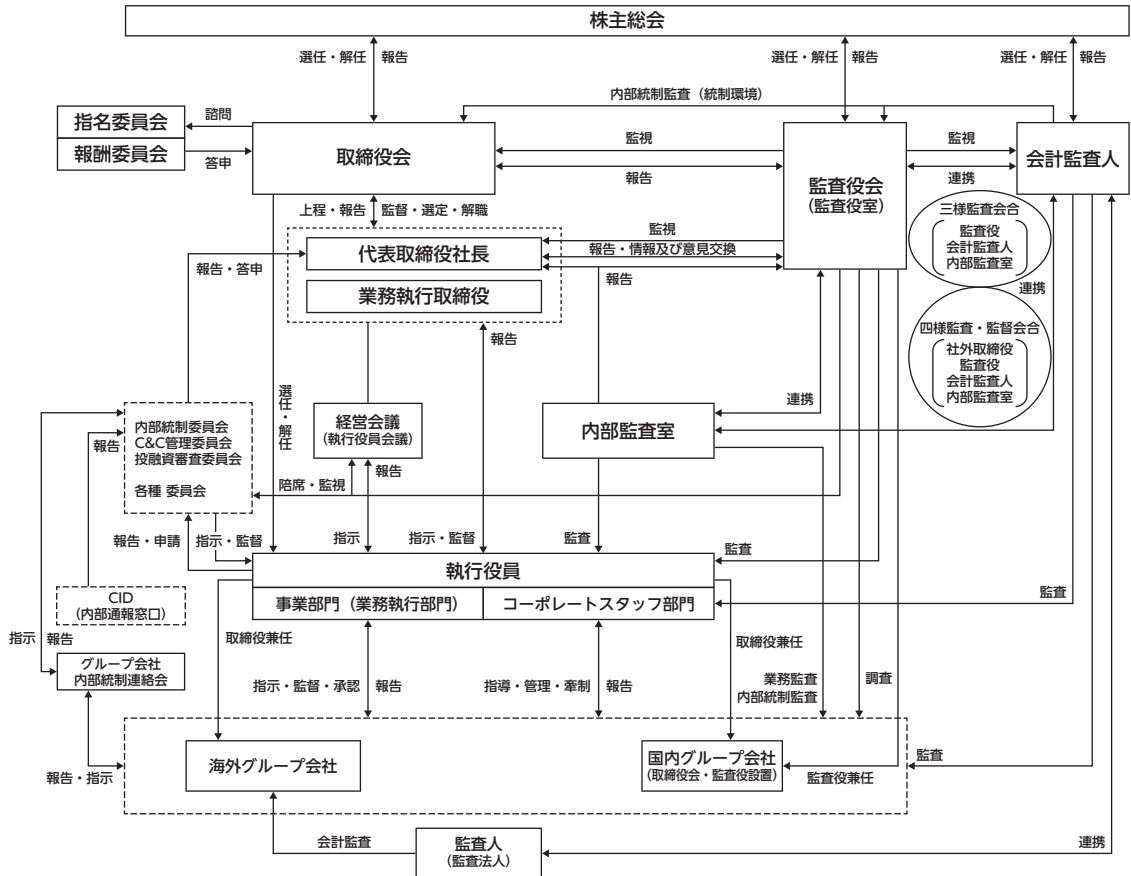 株主総会
選任・解任 報告
選任・解任 報告
選任・解任 報告
内部統制監査（統制環境）
指名委員会
報酬委員会
諮問
答申
取締役会
監視
報告
監査役会
（監査役室）
監視
連携
会計監査人
上程・報告 監督・選定・解職
代表取締役社長
業務執行取締役
監視
報告・情報及び意見交換
報告
三様監査会合
監査役
会計監査人
内部監査室
連携
四様監査・監督会合
社外取締役
監査役
会計監査人
内部監査室
報告・答申
報告
選任・解任
連携
内部統制委員会
C&C管理委員会
投融資審査委員会
各種 委員会
報告
経営会議
（執行役員会議）
報告
内部監査室
陪席・監視
報告・申請
指示・監督
指示
指示・監督
監査
監査
執行役員
事業部門（業務執行部門）
コーポレートスタッフ部門
監査
CID
（内部通報窓口）
指示 報告
グループ会社
内部統制連絡会
取締役兼任
取締役兼任
指示・監督・承認 報告
指導・管理・牽制 報告
業務監査
内部統制監査
調査
報告・指示
海外グループ会社
国内グループ会社
（取締役会・監査役設置）
監査役兼任
監査
会計監査
監査人
（監査法人）
連携